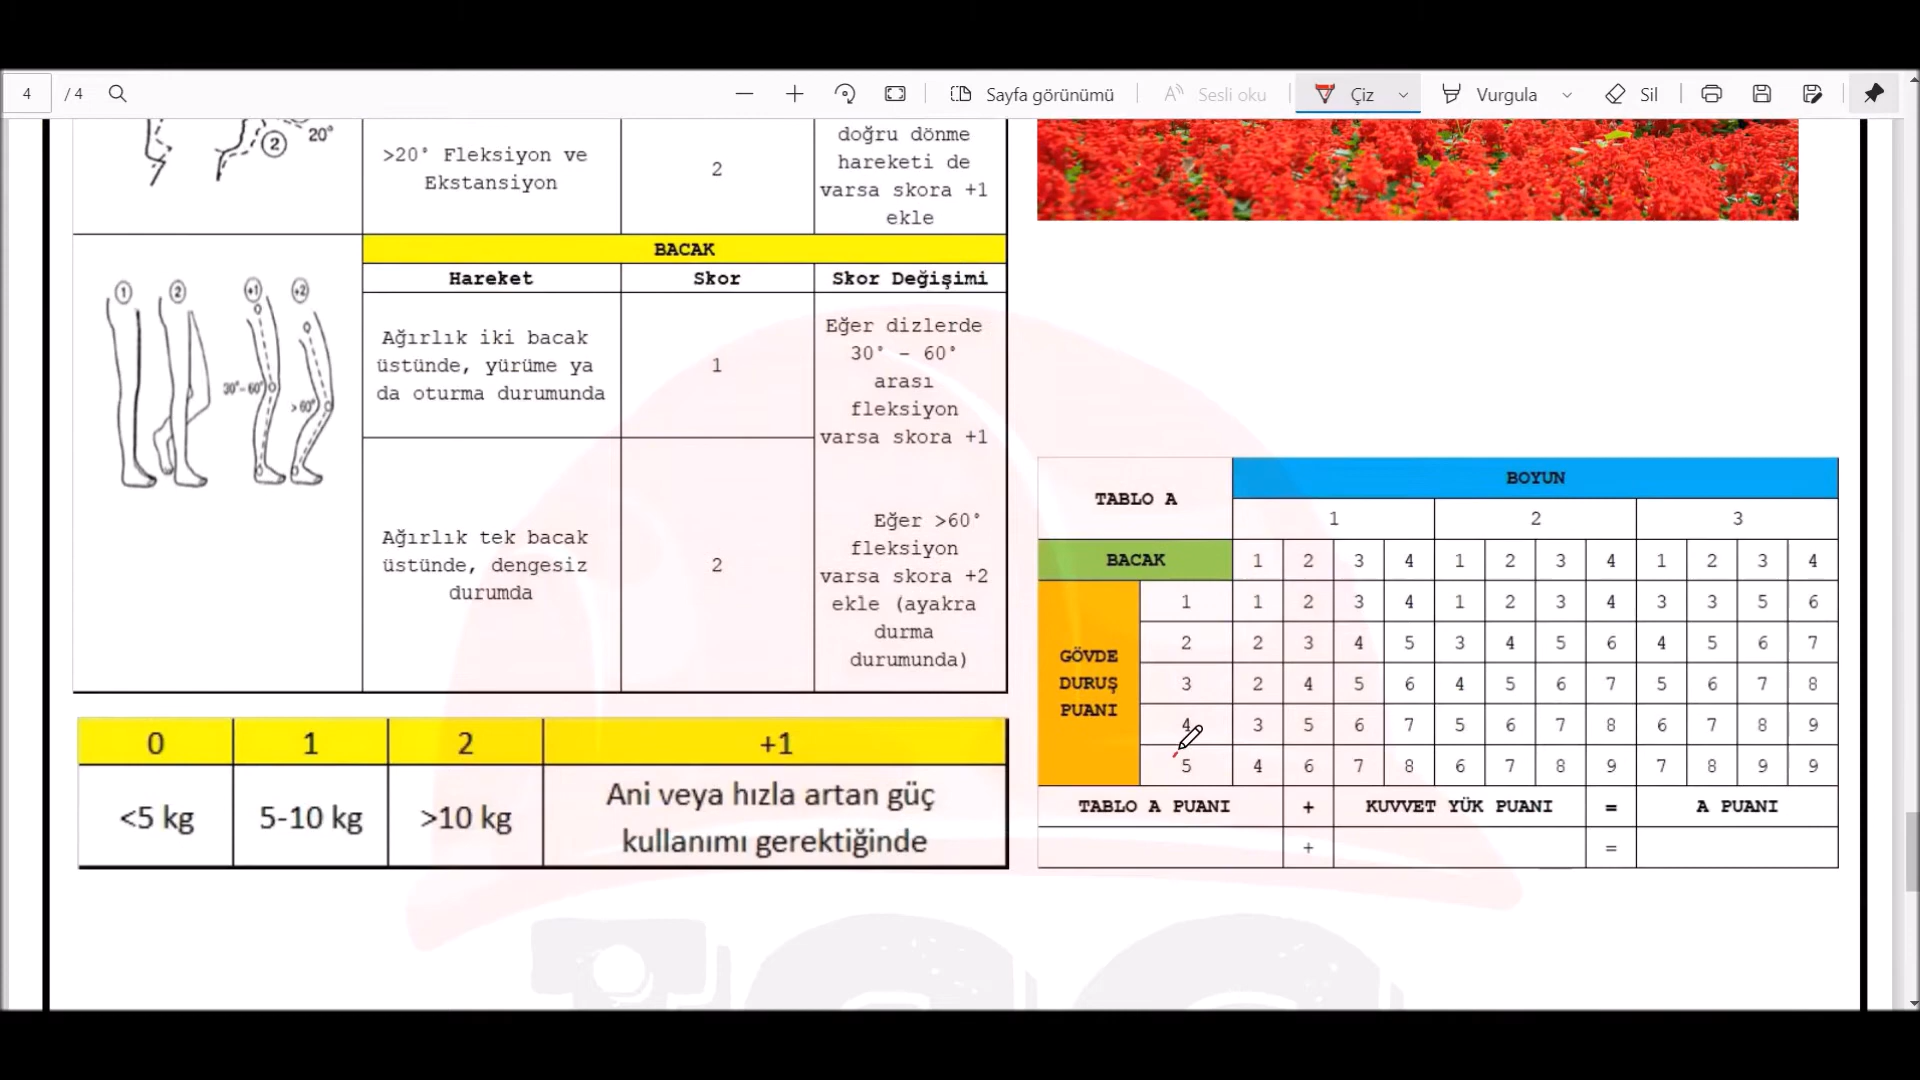 4 / 4
Sayfa görünümü
Sesli oku
Çiz
Vurgula
Sil
2 20°
>20° Fleksiyon ve
Ekstansiyon
2
doğru dönme
hareketi de
varsa skora +1
ekle
BACAK
Hareket Skor Skor Değişimi
1 2 +1 +2
30°-60°
>60°
Ağırlık iki bacak
üstünde, yürüme ya
da oturma durumunda
1
Eğer dizlerde
30° – 60°
arası
fleksiyon
varsa skora +1
Ağırlık tek bacak
üstünde, dengesiz
durumda
2
Eğer >60°
fleksiyon
varsa skora +2
ekle (ayakra
durma
durumunda)
0 1 2 +1
<5 kg 5-10 kg >10 kg
Ani veya hızla artan güç
kullanımı gerektiğinde
TABLO A
BOYUN
1 2 3
BACAK 1 2 3 4 1 2 3 4 1 2 3 4
GÖVDE
DURUŞ
PUANI
1 1 2 3 4 1 2 3 4 3 3 5 6
2 2 3 4 5 3 4 5 6 4 5 6 7
3 2 4 5 6 4 5 6 7 5 6 7 8
4 3 5 6 7 5 6 7 8 6 7 8 9
5 4 6 7 8 6 7 8 9 7 8 9 9
TABLO A PUANI + KUVVET YÜK PUANI = A PUANI
+ =